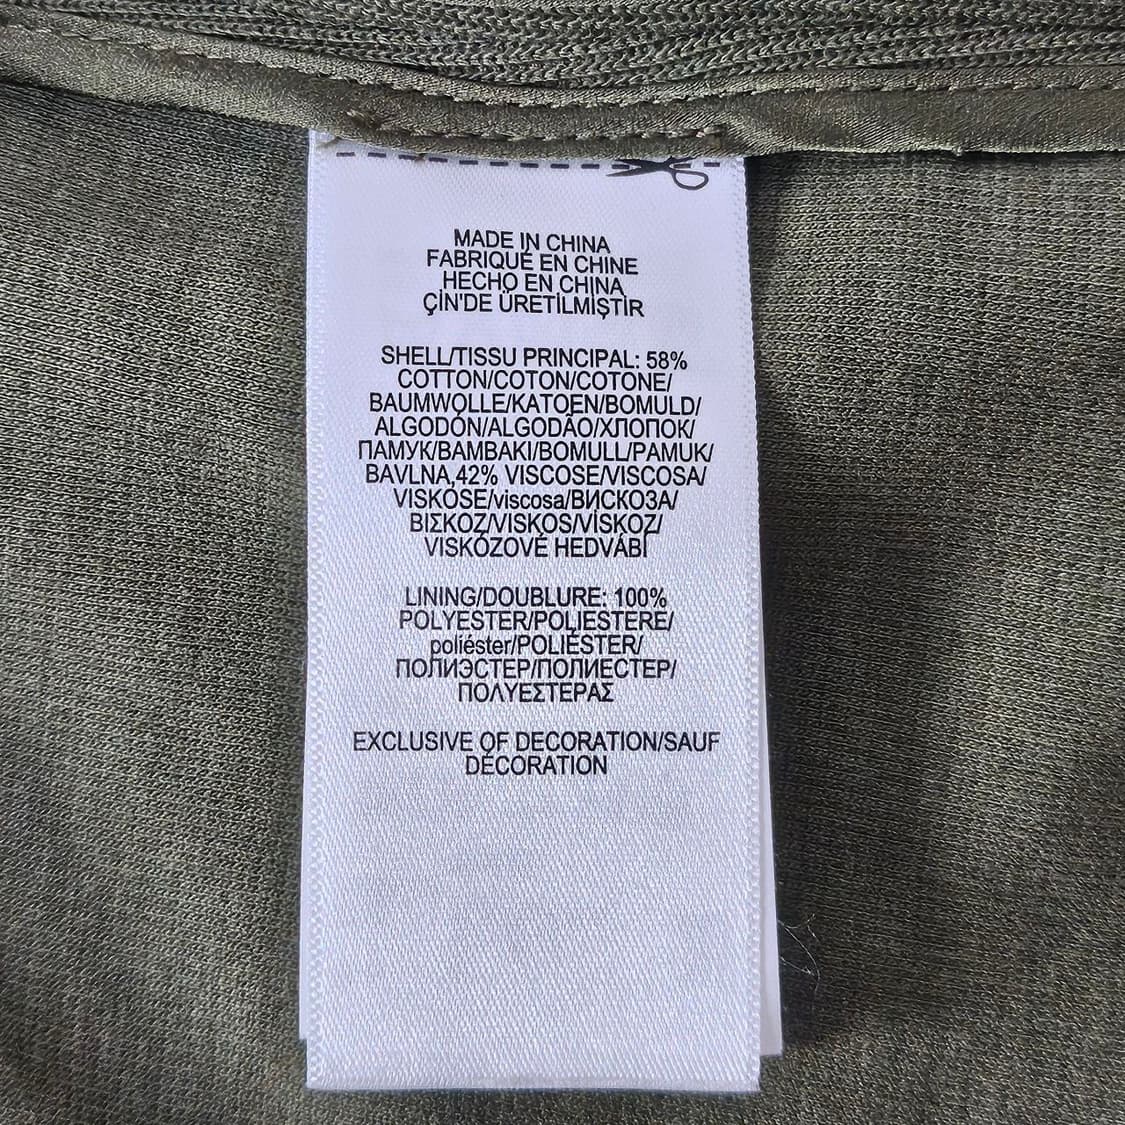 MADE IN CHINA
FABRIQUÉ EN CHINE
HECHO EN CHINA
ÇİN'DE ÜRETİLMİŞTİR
SHELL/TISSU PRINCIPAL: 58%
COTTON/COTON/COTONE/
BAUMWOLLE/KATOEN/BOMULD/
ALGODÓN/ALGODÃO/ХЛОПОК/
ПАМУК/BAMBAKI/BOMULL/PAMUK/
BAVLNA,42% VISCOSE/VISCOSA/
VISKOSE/viscosa/ВИСКОЗА/
ΒΙΣΚΟΖ/VISKOS/VİSKOZ/
VISKÓZOVÉ HEDVÁBÍ
LINING/DOUBLURE: 100%
POLYESTER/POLIESTERE/
poliéster/POLIÉSTER/
ПОЛИЭСТЕР/ПОЛИЕСТЕР/
ΠΟΛΥΕΣΤΕΡΑΣ
EXCLUSIVE OF DECORATION/SAUF
DÉCORATION